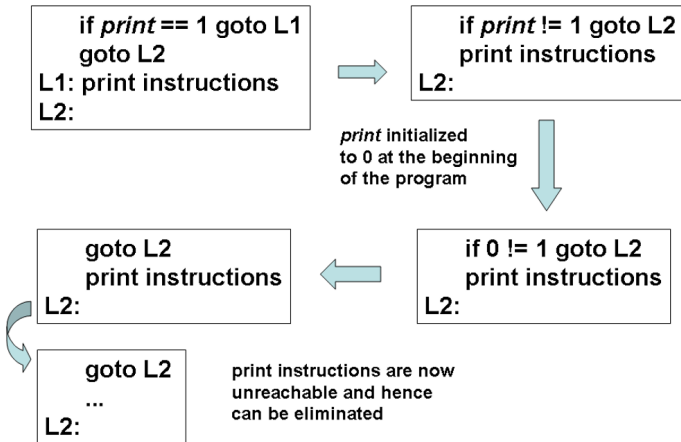 if print == 1 goto L1
goto L2
L1: print instructions
L2:
if print != 1 goto L2
print instructions
L2:
print initialized
to 0 at the beginning
of the program
if 0 != 1 goto L2
print instructions
L2:
goto L2
print instructions
L2:
goto L2
...
L2:
print instructions are now
unreachable and hence
can be eliminated